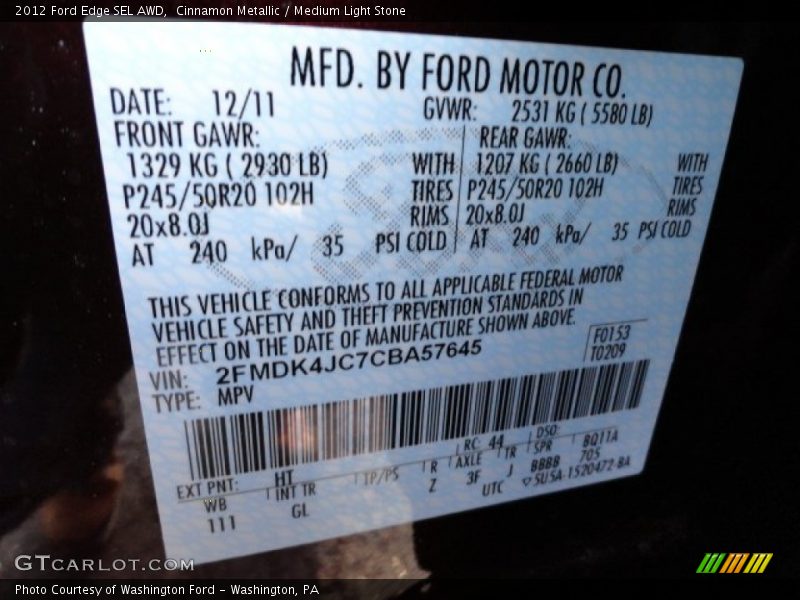 2012 Ford Edge SEL AWD,  Cinnamon Metallic / Medium Light Stone
MFD. BY FORD MOTOR CO.
DATE: 12/11 GVWR: 2531 KG ( 5580 LB)
FRONT GAWR: REAR GAWR:
1329 KG ( 2930 LB) WITH 1207 KG ( 2660 LB) WITH
P245/50R20 102H TIRES P245/50R20 102H TIRES
20x8.0J RIMS 20x8.0J RIMS
AT 240 kPa/ 35 PSI COLD AT 240 kPa/ 35 PSI COLD
THIS VEHICLE CONFORMS TO ALL APPLICABLE FEDERAL MOTOR
VEHICLE SAFETY AND THEFT PREVENTION STANDARDS IN
EFFECT ON THE DATE OF MANUFACTURE SHOWN ABOVE.
F0153
T0209
VIN: 2FMDK4JC7CBA57645
TYPE: MPV
EXT PNT: HT RC: 44 DSO:
WB INT TR TP/PS R AXLE TR SPR BQ11A
111 GL Z 3F J BBBB 705
UTC ▽5U5A-1520472-BA
GTCARLOT.COM
Photo Courtesy of Washington Ford - Washington, PA